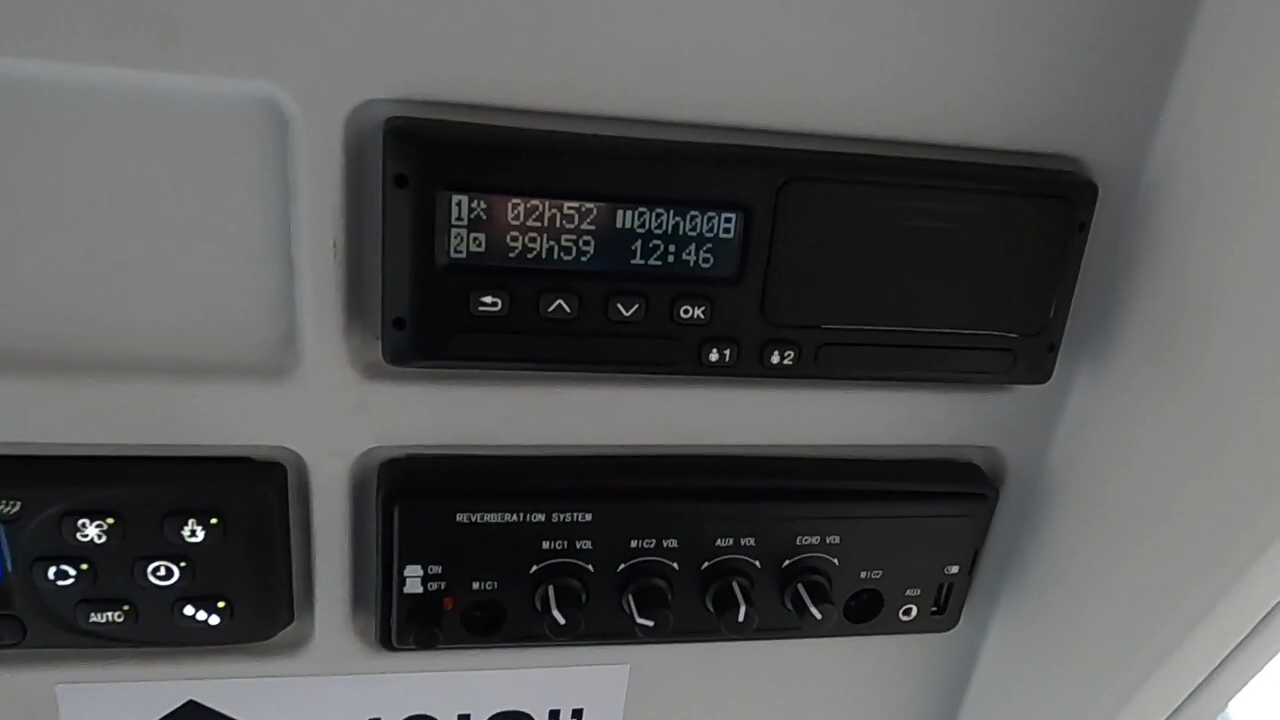 1 02h52 00h00
2 99h59 12:46
OK
1 2
REVERBERATION SYSTEM
MIC1 VOL MIC2 VOL AUX VOL ECHO VOL
ON
OFF
MIC1
MIC2
AUX
AUTO